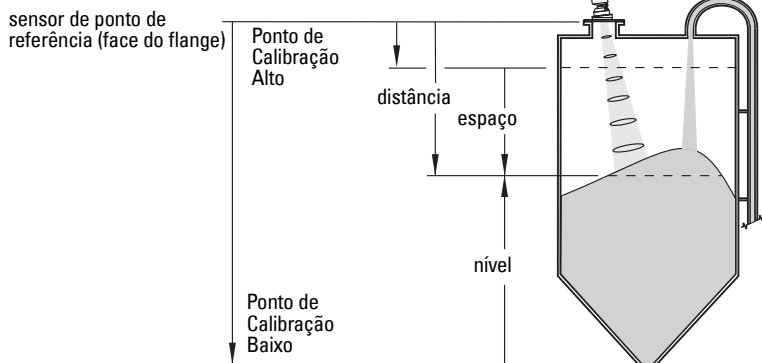 sensor de ponto de
referência (face do flange)
Ponto de
Calibração
Alto
distância
espaço
nível
Ponto de
Calibração
Baixo